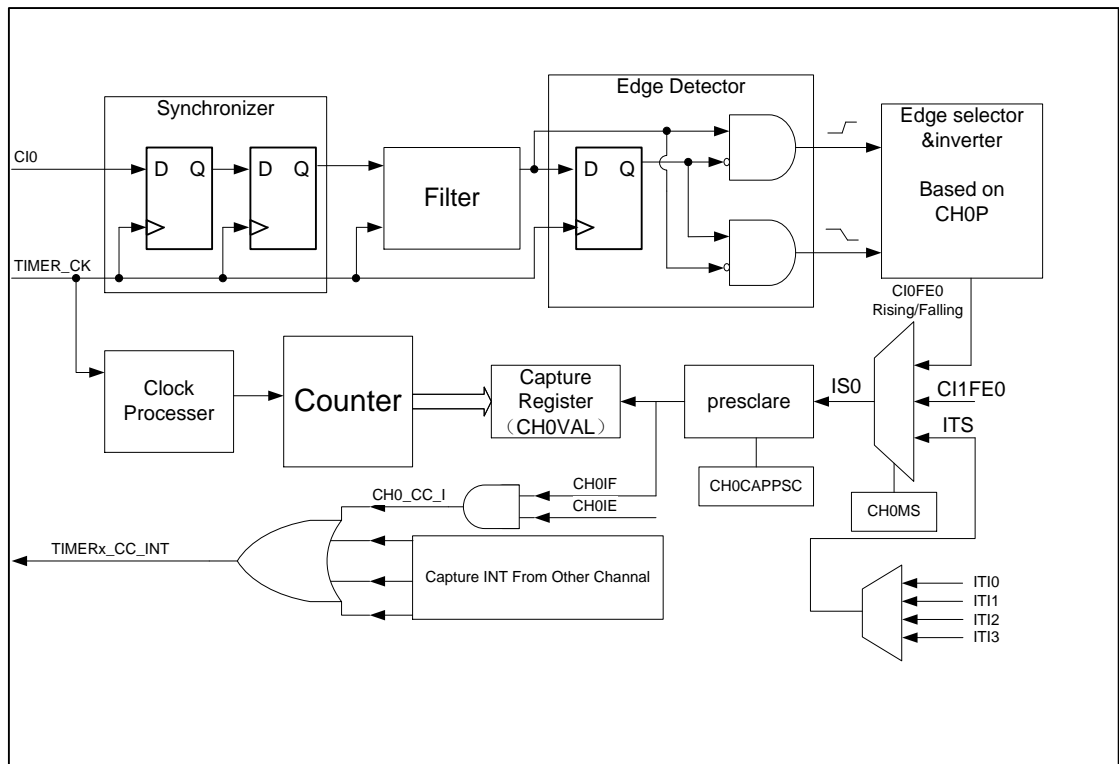 Edge Detector
Synchronizer
Edge selector
&inverter
Based on
CH0P
CI0
D Q
D Q
Filter
D Q
TIMER_CK
CI0FE0
Rising/Falling
Clock
Processer
Counter
Capture
Register
（CH0VAL）
presclare
IS0
CI1FE0
ITS
CH0CAPPSC
CH0MS
CH0_CC_I
CH0IF
CH0IE
TIMERx_CC_INT
Capture INT From Other Channal
ITI0
ITI1
ITI2
ITI3